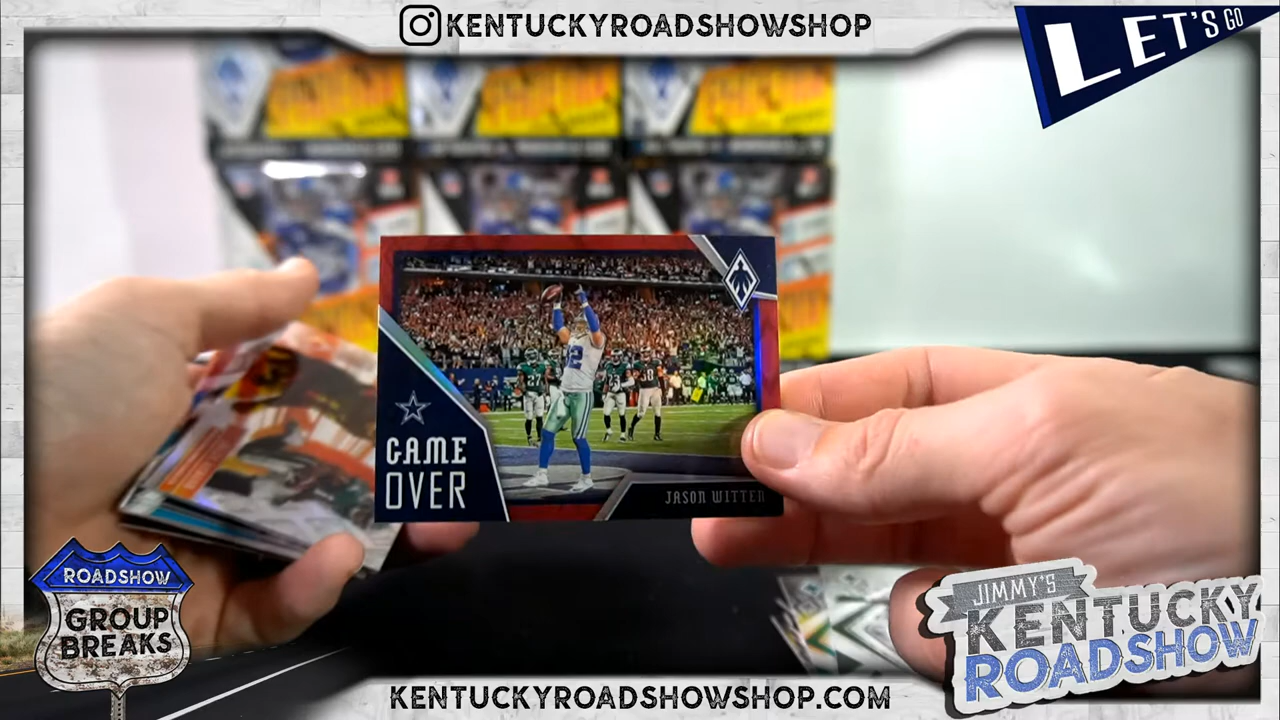 KENTUCKYROADSHOWSHOP
LET'S GO
GAME
OVER
JASON WITTEN
ROADSHOW
GROUP
BREAKS
JIMMY'S
KENTUCKY
ROADSHOW
KENTUCKYROADSHOWSHOP.COM